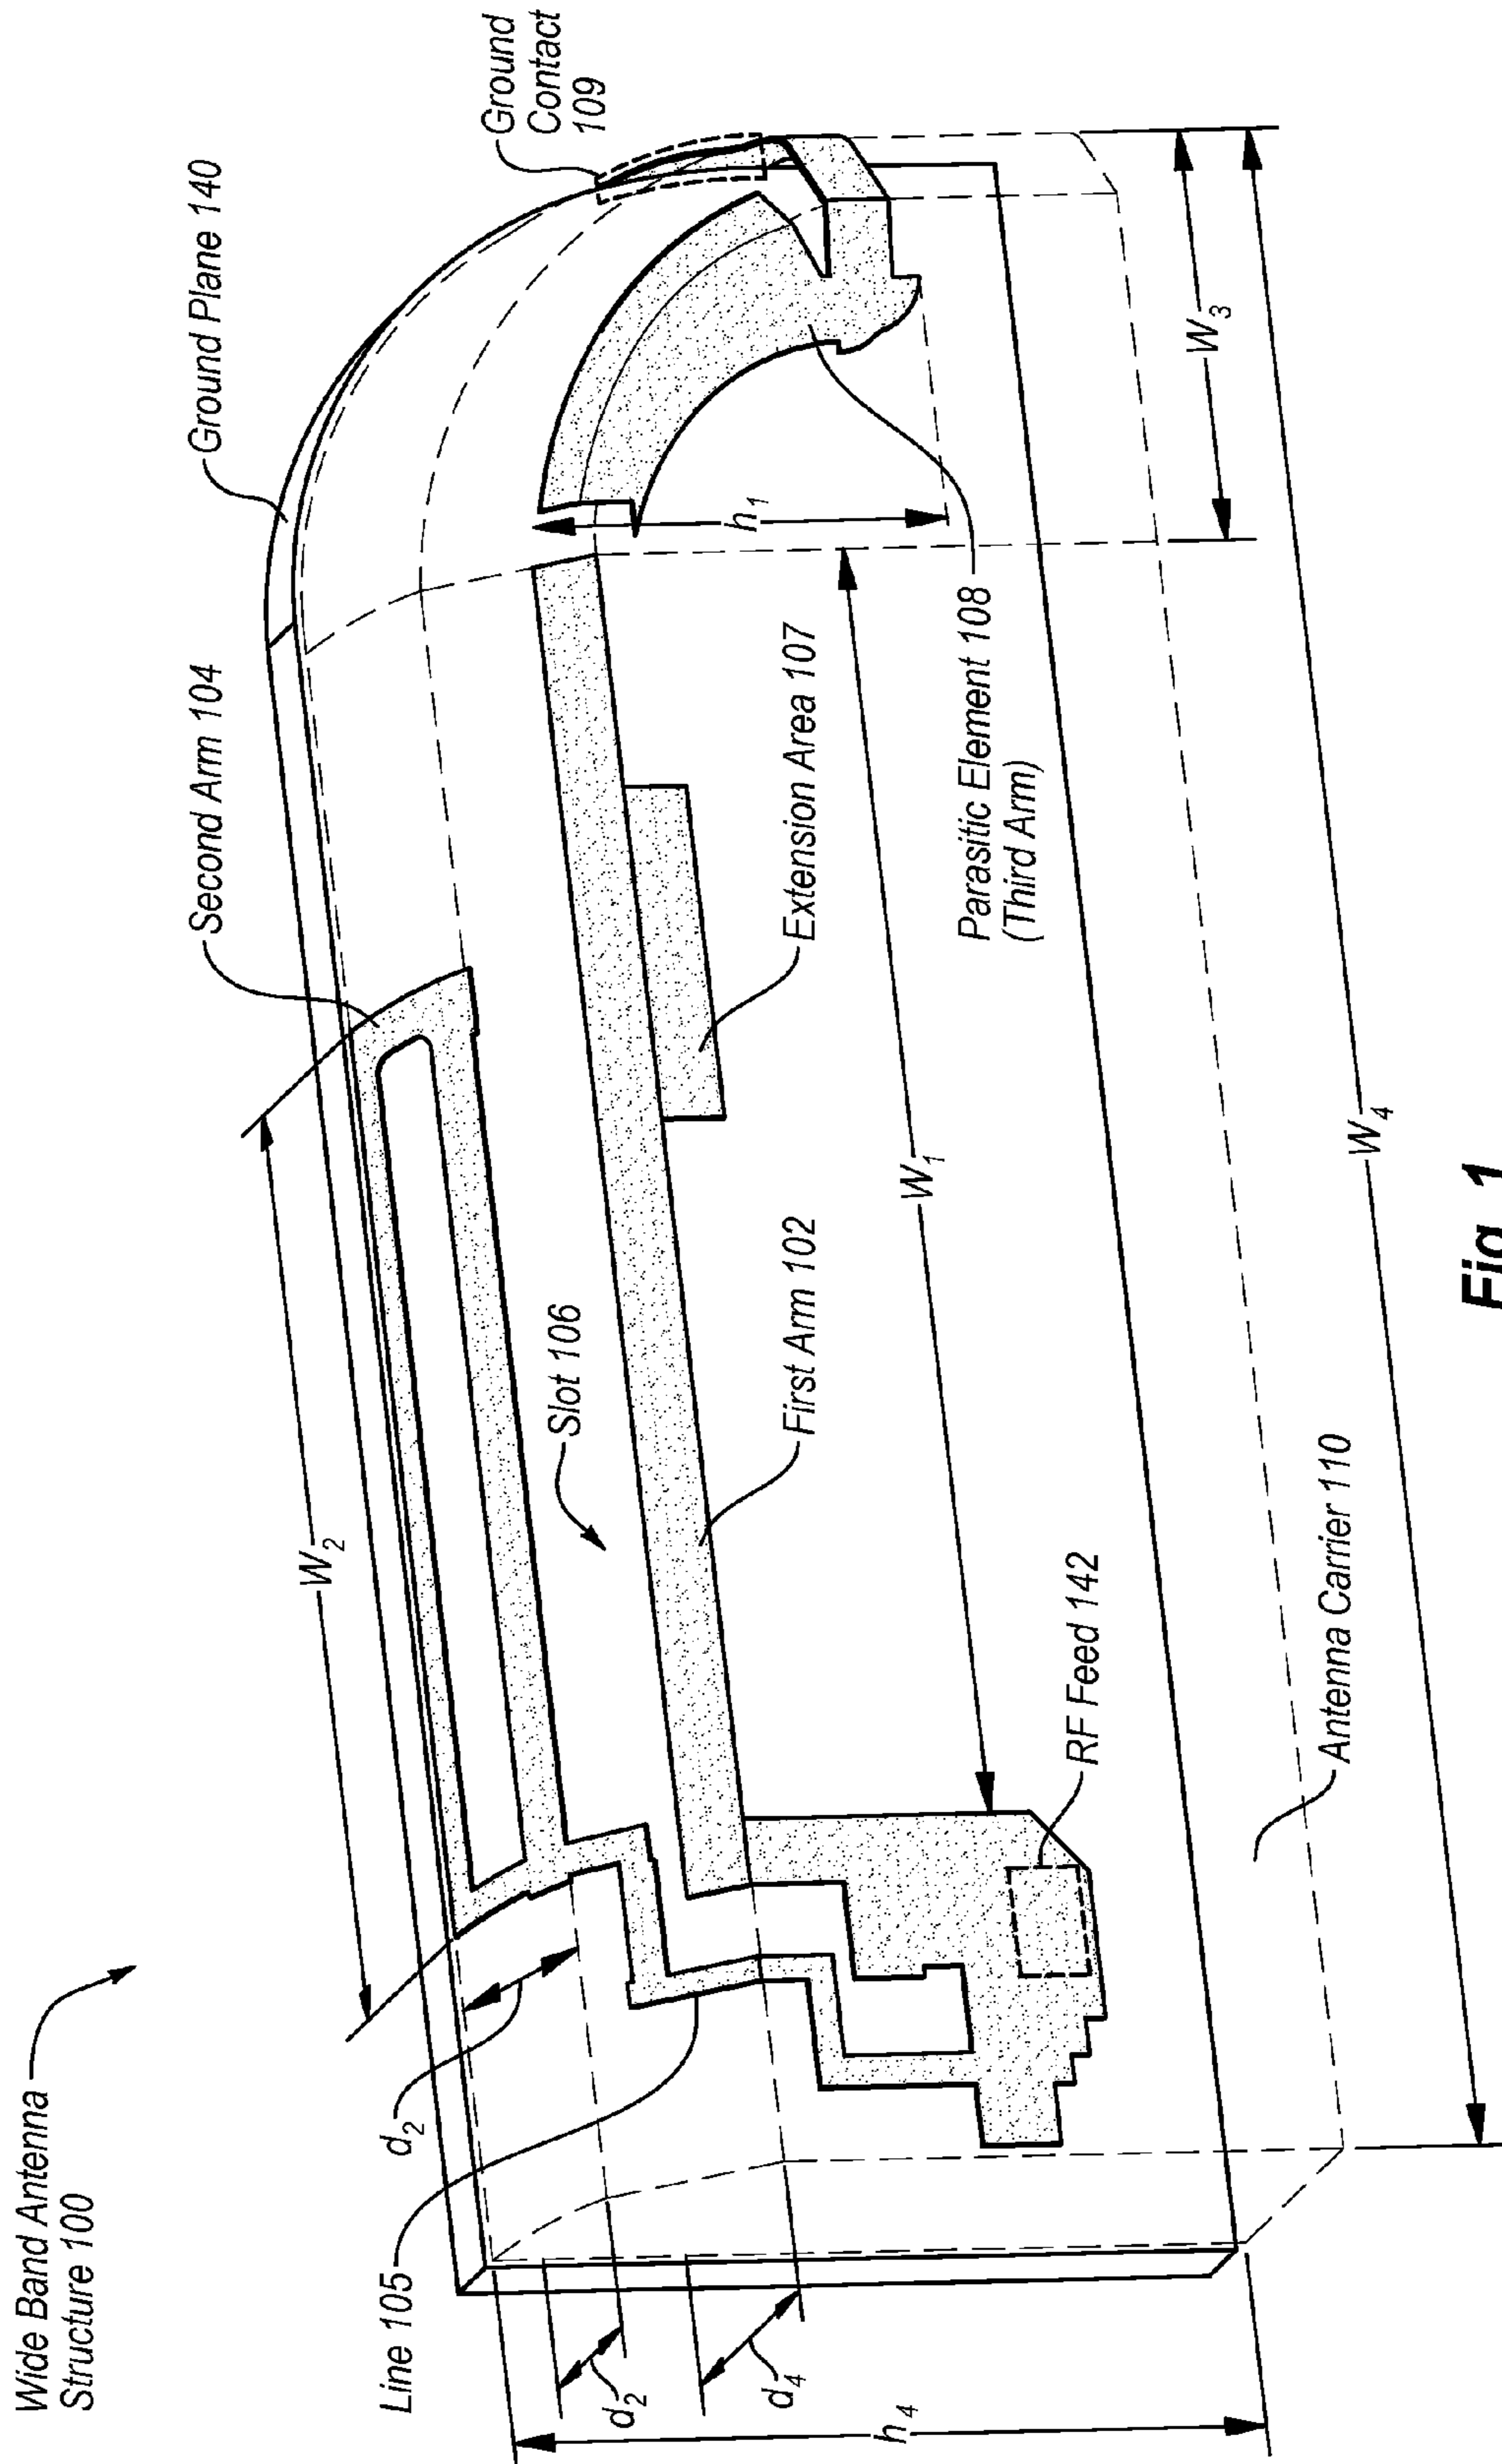 Wide Band Antenna
Structure 100
Ground Plane 140
Second Arm 104
Ground
Contact
109
W2
d2
Line 105
Slot 106
h1
Extension Area 107
First Arm 102
W1
Parasitic Element 108
(Third Arm)
W3
RF Feed 142
d2
d4
h4
Antenna Carrier 110
W4
Fig. 1